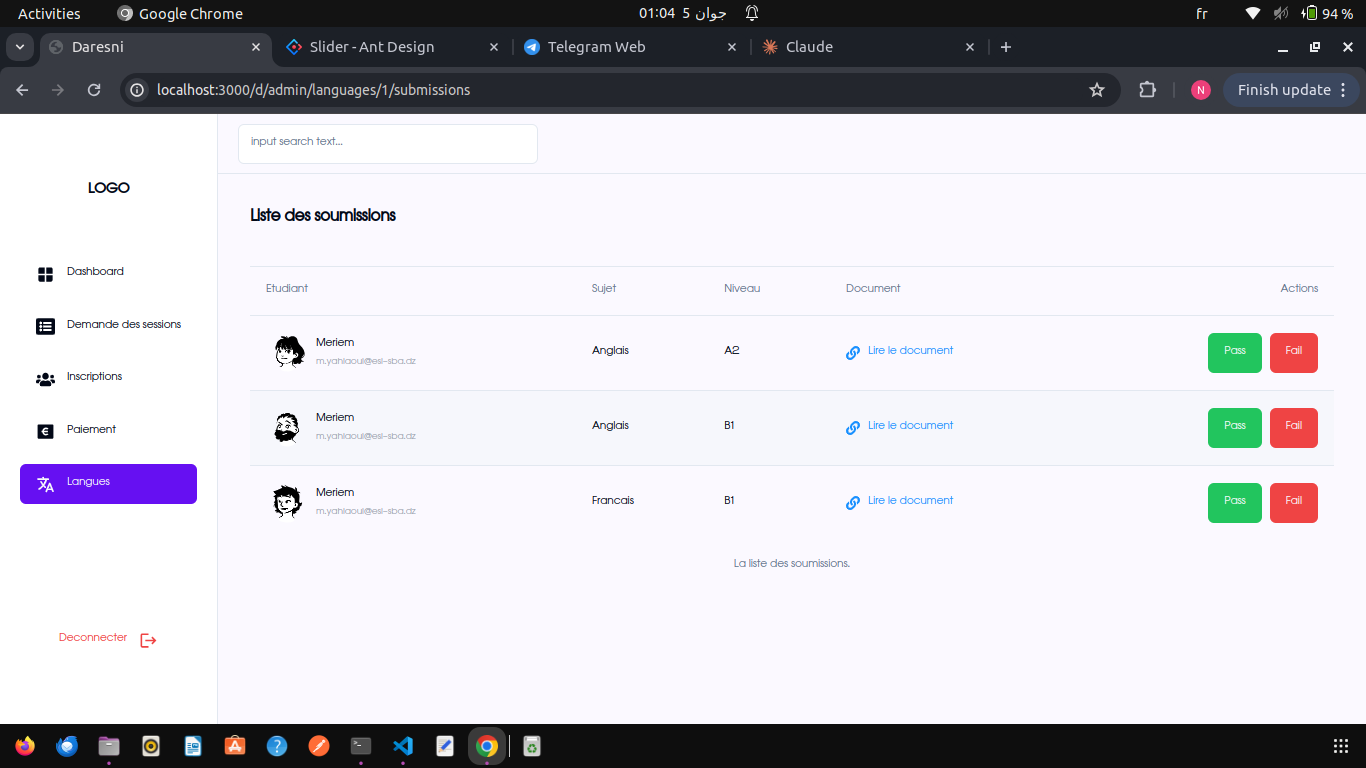 Activities
Google Chrome
01:04 5 جوان
fr
94 %
Daresni
Slider - Ant Design
Telegram Web
Claude
localhost:3000/d/admin/languages/1/submissions
N
Finish update
input search text...
LOGO
Dashboard
Demande des sessions
Inscriptions
Paiement
Langues
Deconnecter
Liste des soumissions
Etudiant Sujet Niveau Document Actions
Meriem
m.yahiaoui@esi-sba.dz
Anglais A2 Lire le document Pass Fail
Meriem
m.yahiaoui@esi-sba.dz
Anglais B1 Lire le document Pass Fail
Meriem
m.yahiaoui@esi-sba.dz
Francais B1 Lire le document Pass Fail
La liste des soumissions.